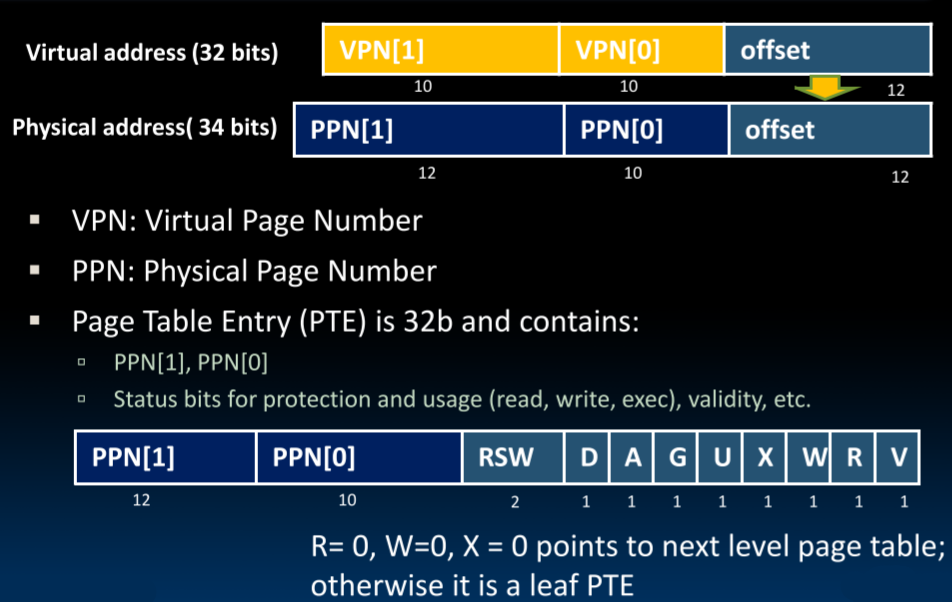 Virtual address (32 bits) VPN[1] VPN[0] offset
10 10 12
Physical address( 34 bits) PPN[1] PPN[0] offset
12 10 12
▪ VPN: Virtual Page Number
▪ PPN: Physical Page Number
▪ Page Table Entry (PTE) is 32b and contains:
▫ PPN[1], PPN[0]
▫ Status bits for protection and usage (read, write, exec), validity, etc.
PPN[1] PPN[0] RSW D A G U X W R V
12 10 2 1 1 1 1 1 1 1 1
R= 0, W=0, X = 0 points to next level page table;
otherwise it is a leaf PTE